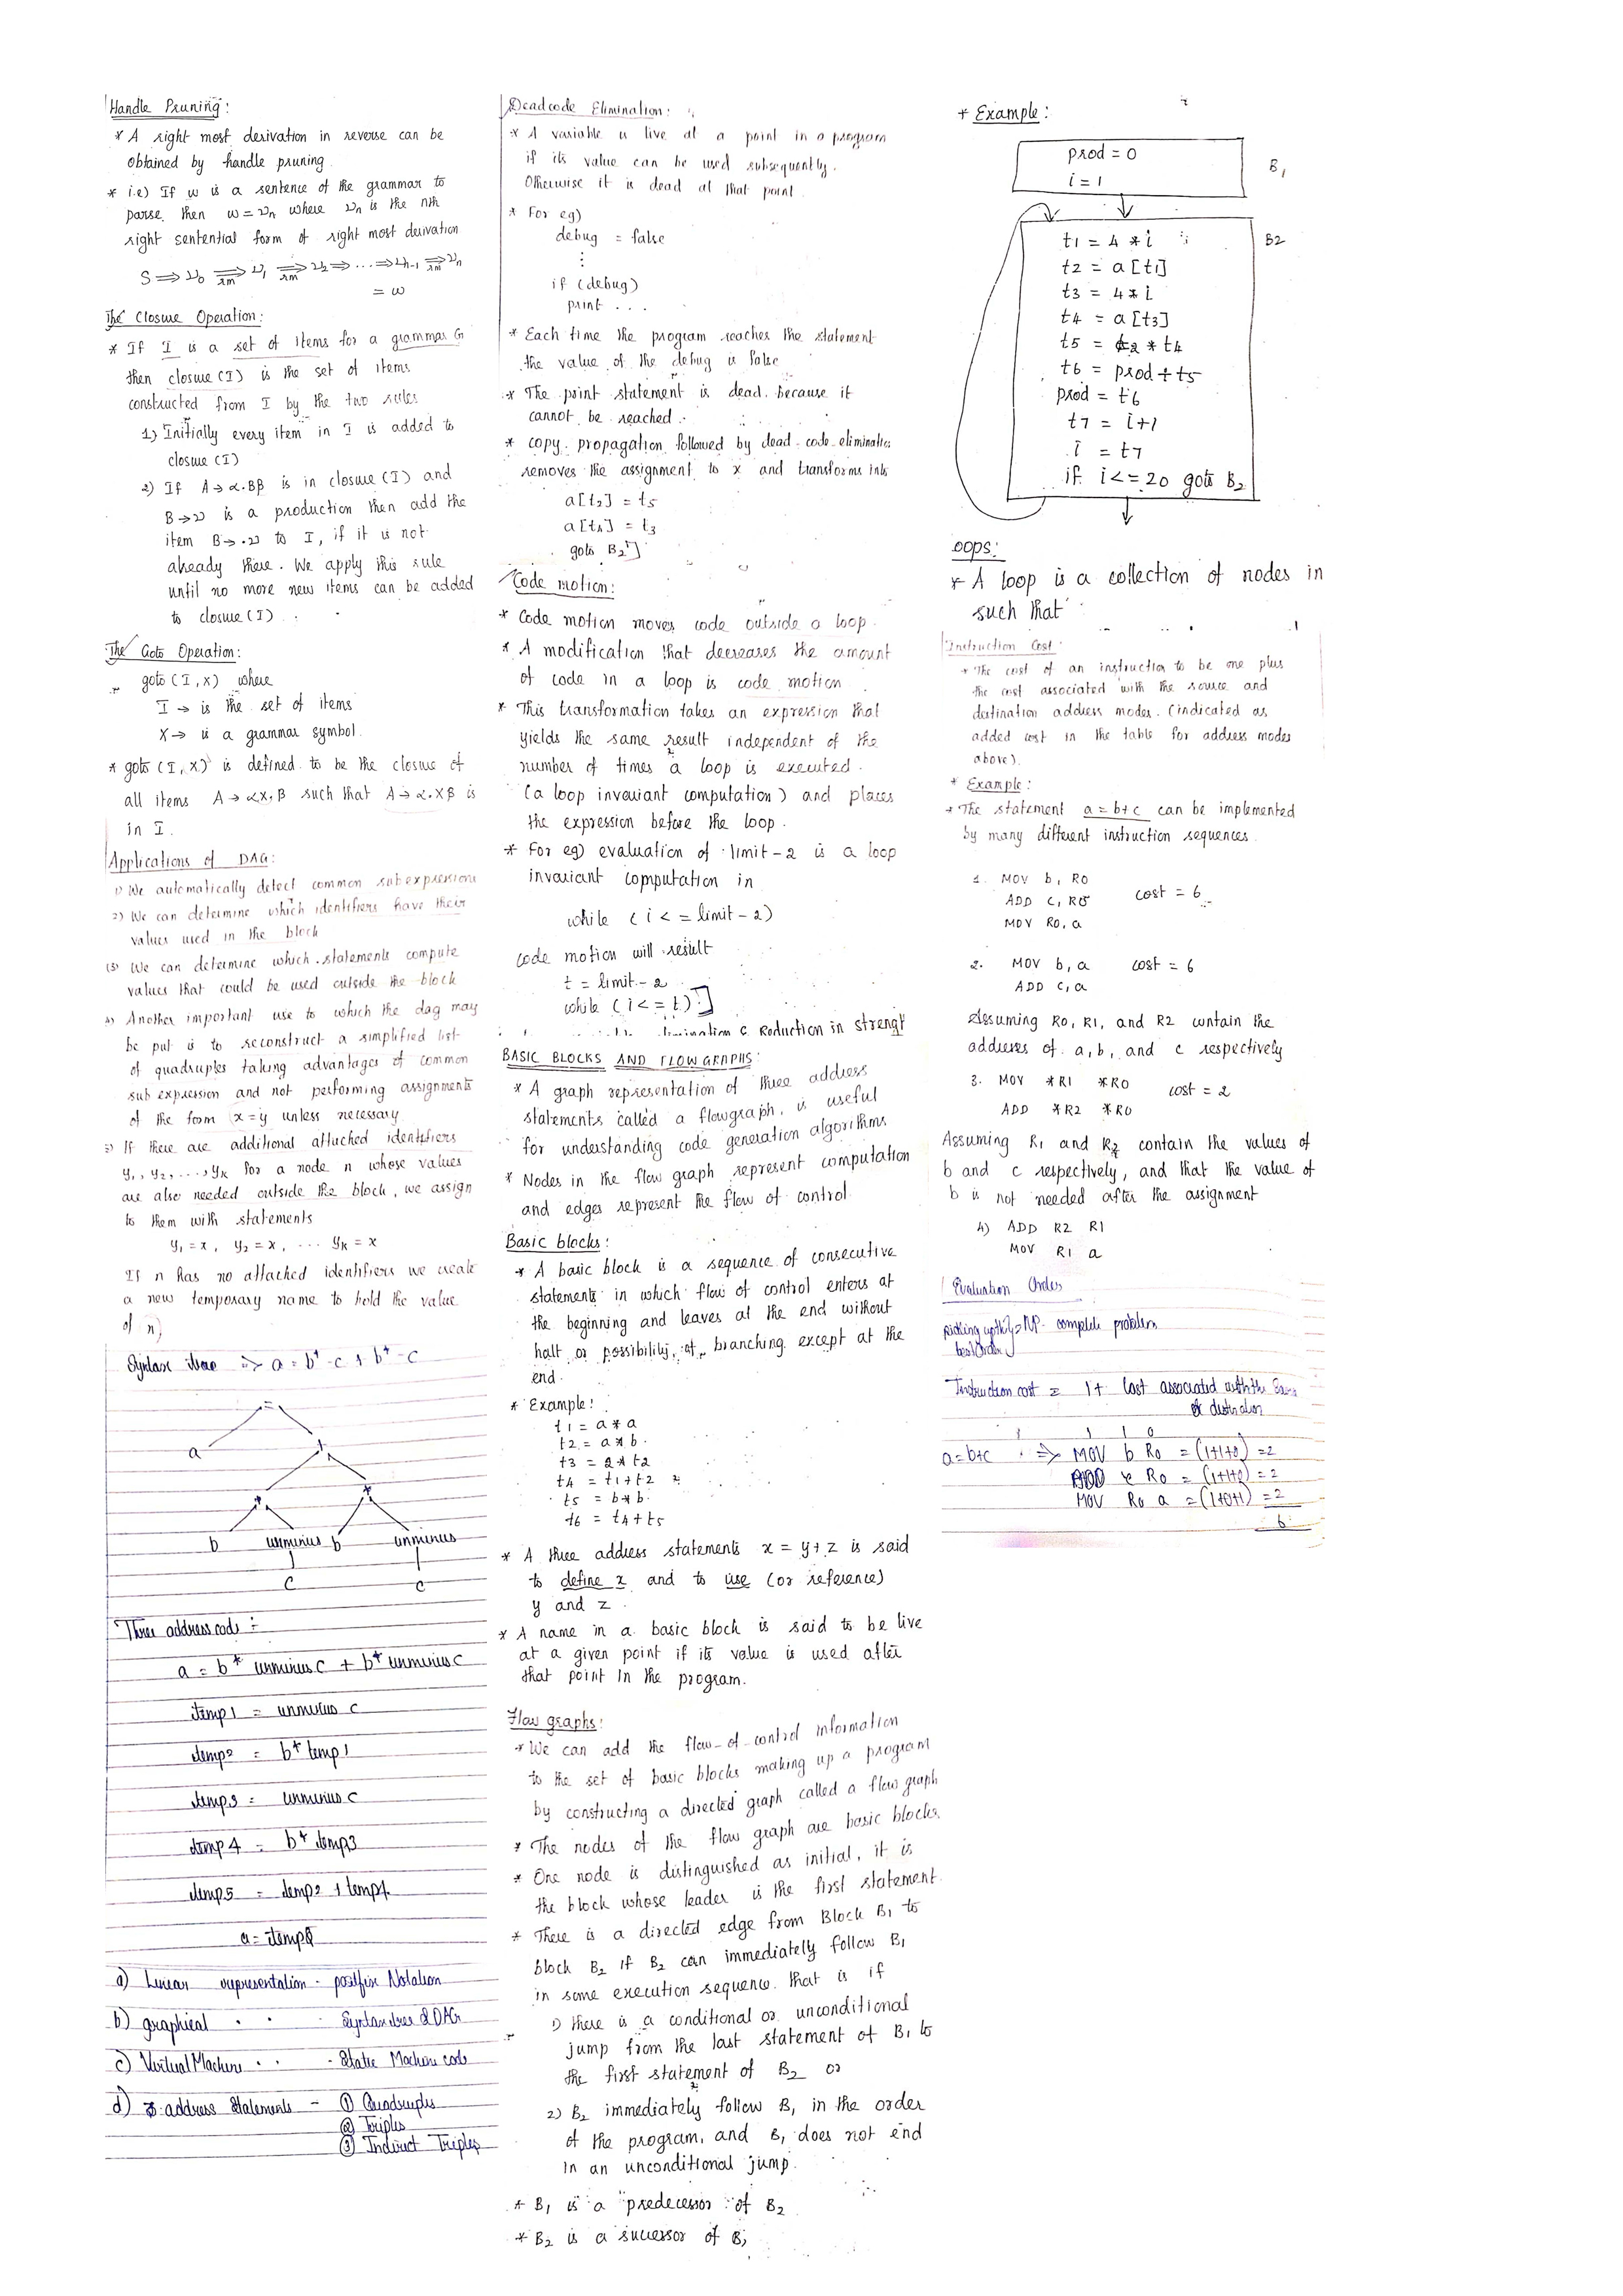 Handle Pruning:
* A right most derivation in reverse can be
obtained by handle pruning.
* i.e) If w is a sentence of the grammar to
parse, then w = νn where νn is the nth
right sentential form of right most derivation
S ⟹ ν0 ⟹rm ν1 ⟹rm ν2 ⟹ ... ⟹ νn-1 ⟹rm νn
= w
The Closure Operation:
* If I is a set of items for a grammar G
then closure (I) is the set of items
constructed from I by the two rules
1) Initially every item in I is added to
closure (I)
2) If A → α.Bβ is in closure (I) and
B → ν is a production then add the
item B → .ν to I, if it is not
already there. We apply this rule
until no more new items can be added
to closure (I).
The Goto Operation:
goto (I, x) where
I → is the set of items
X → is a grammar symbol.
* goto (I, X) is defined to be the closure of
all items A → αX.β such that A → α.Xβ is
in I.
Applications of DAG:
1) We automatically detect common subexpressions
2) We can determine which identifiers have their
values used in the block
(3) We can determine which statements compute
values that could be used outside the block
4) Another important use to which the dag may
be put is to reconstruct a simplified list
of quadruples taking advantages of common
sub expression and not performing assignments
of the form x = y unless necessary
5) If there are additional attached identifiers
y1, y2, ..., yk for a node n whose values
are also needed outside the block, we assign
to them with statements
y1 = x, y2 = x, ... yk = x
If n has no attached identifiers we create
a new temporary name to hold the value
of n)
Syntax tree => a = b* -c + b* -c
=
a
+
* *
b unminus b unminus
c c
Three address code :-
a = b* unminus c + b* unminus c
temp1 = unminus c
temp2 = b* temp1
temp3 = unminus c
temp4 = b* temp3
temp5 = temp2 + temp4
a = temp5
a) Linear representation - postfix Notation
b) graphical " " - Syntax tree & DAG
c) Virtual Machine " " - Static Machine code
d) 3-address Statements - (1) Quadruples
(2) Triples
(3) Indirect Triples
Deadcode Elimination:
* A variable is live at a point in a program
if its value can be used subsequently.
Otherwise it is dead at that point.
* For eg)
debug = false
⋮
if (debug)
print ...
* Each time the program reaches the statement
the value of the debug is false
* The print statement is dead because it
cannot be reached.
* copy propagation followed by dead-code-eliminatio
removes the assignment to x and transforms into
a[t2] = t5
a[t4] = t3
goto B2]
Code motion:
* Code motion moves code outside a loop.
* A modification that decreases the amount
of code in a loop is code motion
* This transformation takes an expression that
yields the same result independent of the
number of times a loop is executed.
(a loop invariant computation) and places
the expression before the loop.
* For eg) evaluation of limit-2 is a loop
invariant computation in
while (i <= limit-2)
code motion will result
t = limit-2
while (i <= t)]
elimination & Reduction in strengt
BASIC BLOCKS AND FLOW GRAPHS:
* A graph representation of three address
statements called a flowgraph, is useful
for understanding code generation algorithms
* Nodes in the flow graph represent computation
and edges represent the flow of control
Basic blocks:
* A basic block is a sequence of consecutive
statements in which flow of control enters at
the beginning and leaves at the end without
halt or possibility of branching except at the
end.
* Example:
t1 = a * a
t2 = a * b
t3 = 2 * t2
t4 = t1 + t2
t5 = b * b
t6 = t4 + t5
* A three address statements x = y + z is said
to define x and to use (or reference)
y and z.
* A name in a basic block is said to be live
at a given point if its value is used after
that point in the program.
Flow graphs:
* We can add the flow-of-control information
to the set of basic blocks making up a program
by constructing a directed graph called a flow graph
* The nodes of the flow graph are basic blocks.
* One node is distinguished as initial, it is
the block whose leader is the first statement.
* There is a directed edge from Block B1 to
block B2 if B2 can immediately follow B1
in some execution sequence. that is if
1) there is a conditional or unconditional
jump from the last statement of B1 to
the first statement of B2 or
2) B2 immediately follow B1 in the order
of the program, and B1 does not end
in an unconditional jump.
* B1 is a predecessor of B2
* B2 is a successor of B1
* Example:
prod = 0
i = 1
B1
t1 = 4 * i
B2
t2 = a[t1]
t3 = 4 * i
t4 = a[t3]
t5 = t2 * t4
t6 = prod + t5
prod = t6
t7 = i+1
i = t7
if i <= 20 goto B2
oops:
* A loop is a collection of nodes in
such that
Instruction Cost:
* The cost of an instruction to be one plus
the cost associated with the source and
destination address modes. (indicated as
added cost in the table for address modes
above).
* Example:
* The statement a = b+c can be implemented
by many different instruction sequences.
1. MOV b, R0
ADD C, R0 cost = 6
MOV R0, a
2. MOV b, a cost = 6
ADD C, a
Assuming R0, R1, and R2 contain the
addresses of a, b, and c respectively
3. MOV *R1 *R0 cost = 2
ADD *R2 *R0
Assuming R1 and R2 contain the values of
b and c respectively, and that the value of
b is not needed after the assignment
4) ADD R2 R1
MOV R1 a
Evaluation Order
picking up the => NP- complete problem
best order
Instruction cost = 1 + cost associated with the
& destination
1 1 0
a=b+c => MOV b R0 = (1+1+0) = 2
ADD c R0 = (1+1+0) = 2
MOV R0 a = (1+0+1) = 2
6